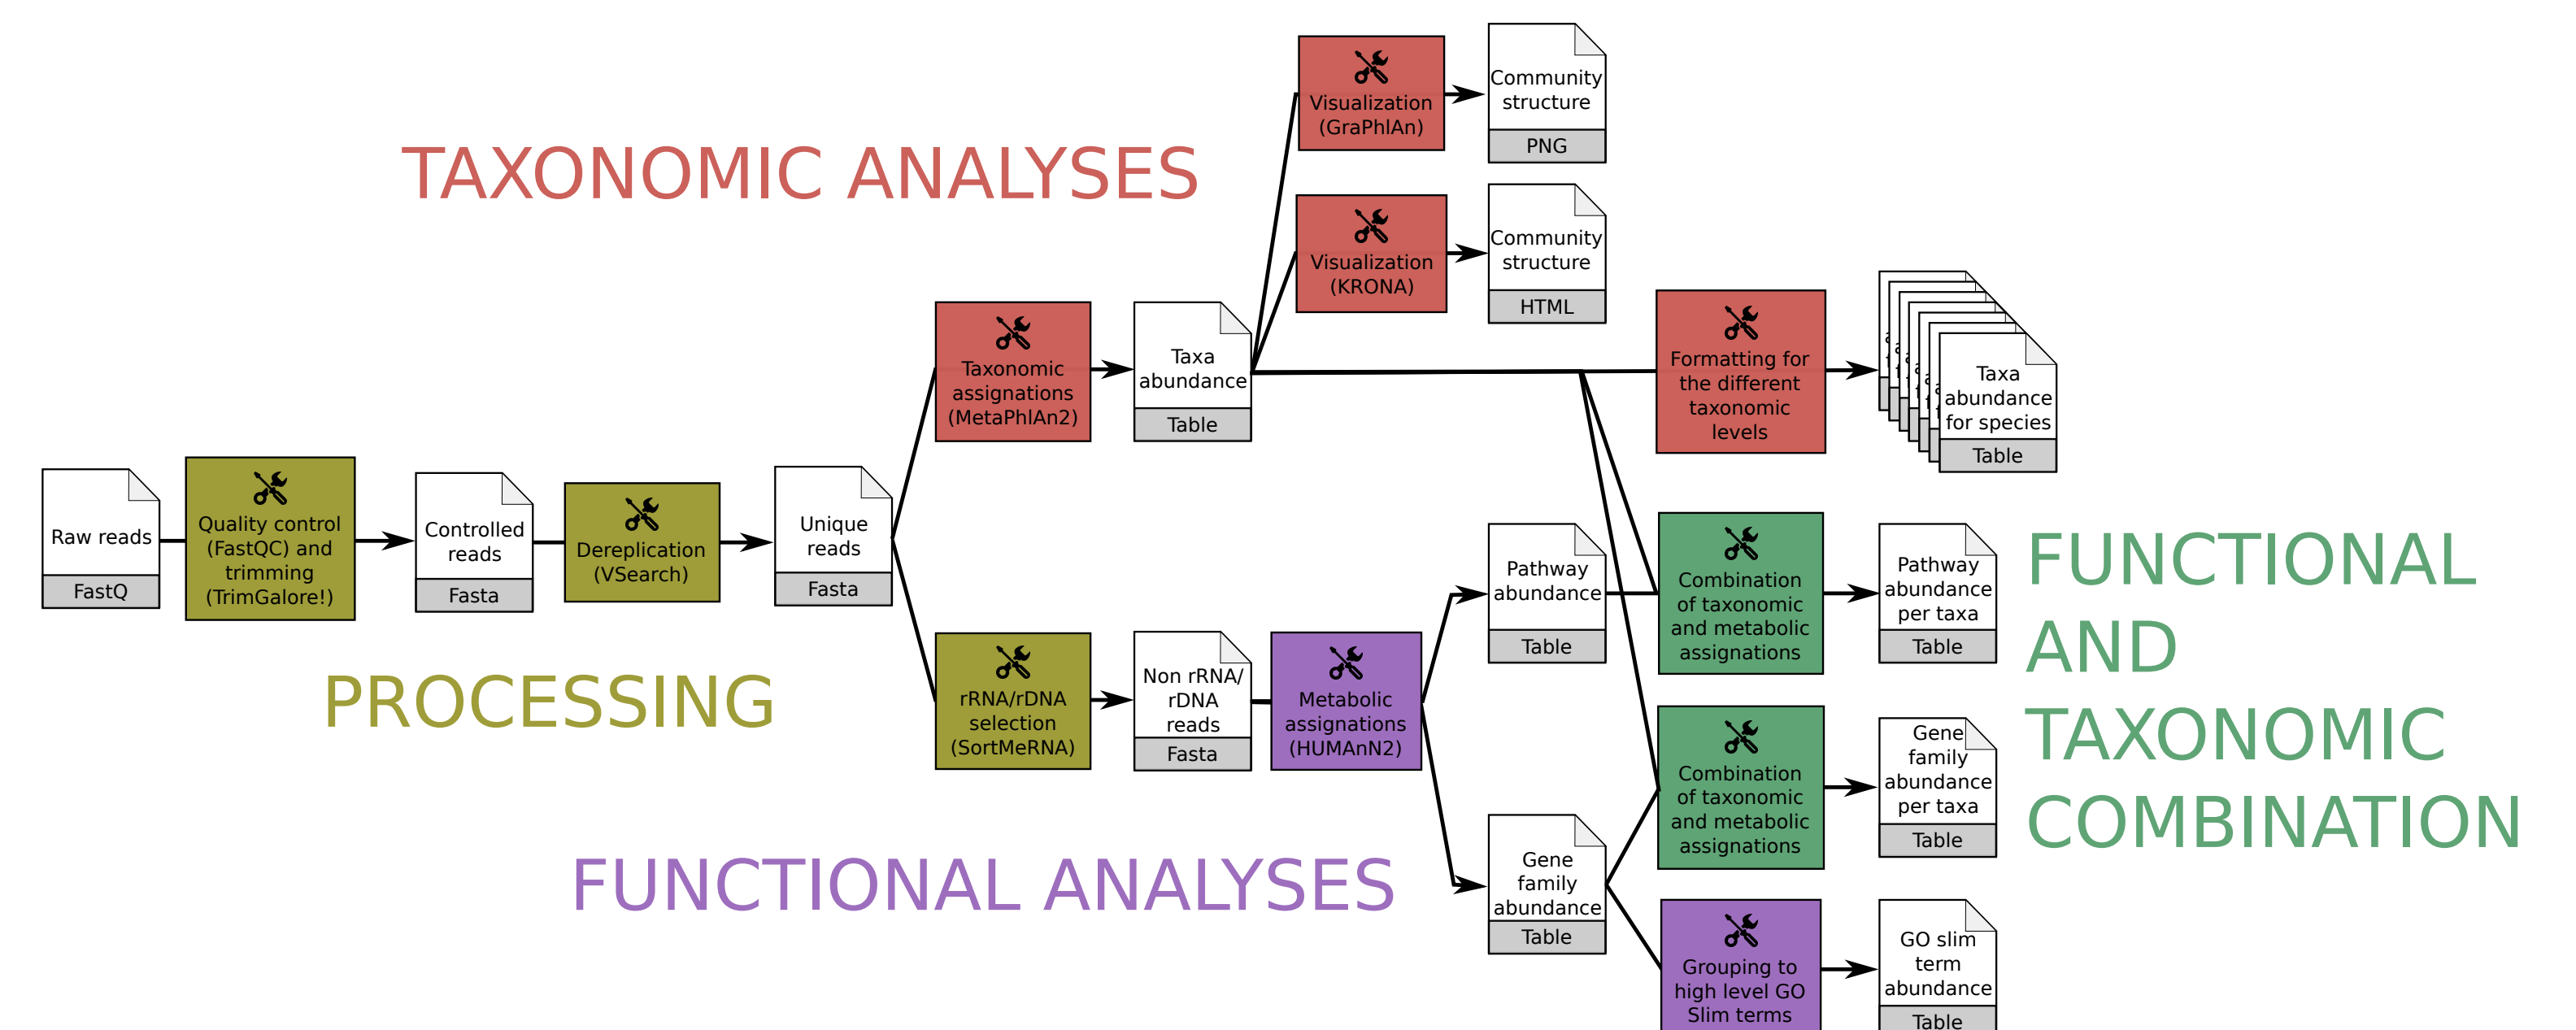 TAXONOMIC ANALYSES
Visualization
(GraPhlAn)
Community
structure
PNG
Visualization
(KRONA)
Community
structure
HTML
Taxonomic
assignations
(MetaPhlAn2)
Taxa
abundance
Table
Formatting for
the different
taxonomic
levels
Taxa
abundance
for species
Table
Raw reads
FastQ
Quality control
(FastQC) and
trimming
(TrimGalore!)
Controlled
reads
Fasta
Dereplication
(VSearch)
Unique
reads
Fasta
PROCESSING
rRNA/rDNA
selection
(SortMeRNA)
Non rRNA/
rDNA
reads
Fasta
Metabolic
assignations
(HUMAnN2)
Pathway
abundance
Table
Combination
of taxonomic
and metabolic
assignations
Pathway
abundance
per taxa
Table
FUNCTIONAL
AND
TAXONOMIC
COMBINATION
Combination
of taxonomic
and metabolic
assignations
Gene
family
abundance
per taxa
Table
FUNCTIONAL ANALYSES
Gene
family
abundance
Table
Grouping to
high level GO
Slim terms
GO slim
term
abundance
Table